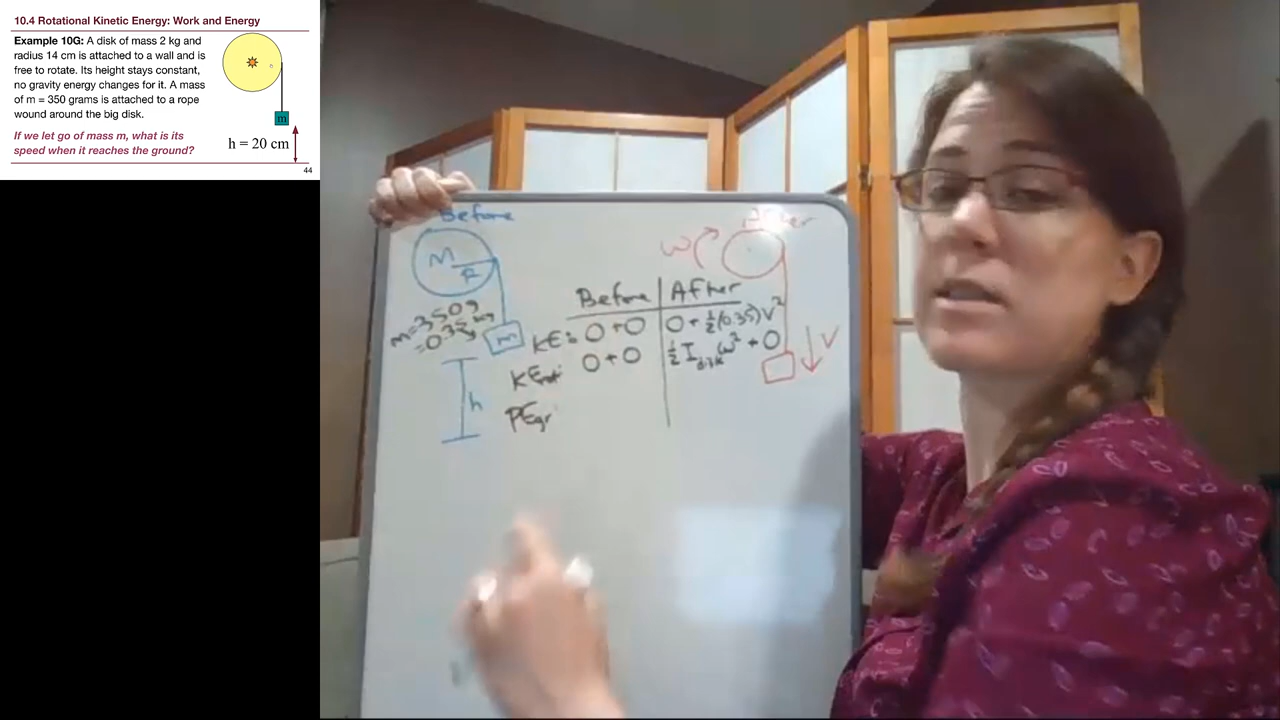 10.4 Rotational Kinetic Energy: Work and Energy
Example 10G: A disk of mass 2 kg and
radius 14 cm is attached to a wall and is
free to rotate. Its height stays constant,
no gravity energy changes for it. A mass
of m = 350 grams is attached to a rope
wound around the big disk.
If we let go of mass m, what is its
speed when it reaches the ground?
m
h = 20 cm
44
Before
After
M
R
ω
m=350g
=0.35kg
m
h
Before After
KE: 0+0 0+½(0.35)v²
KErot: 0+0 ½ I disk ω² + 0
PEgr
v